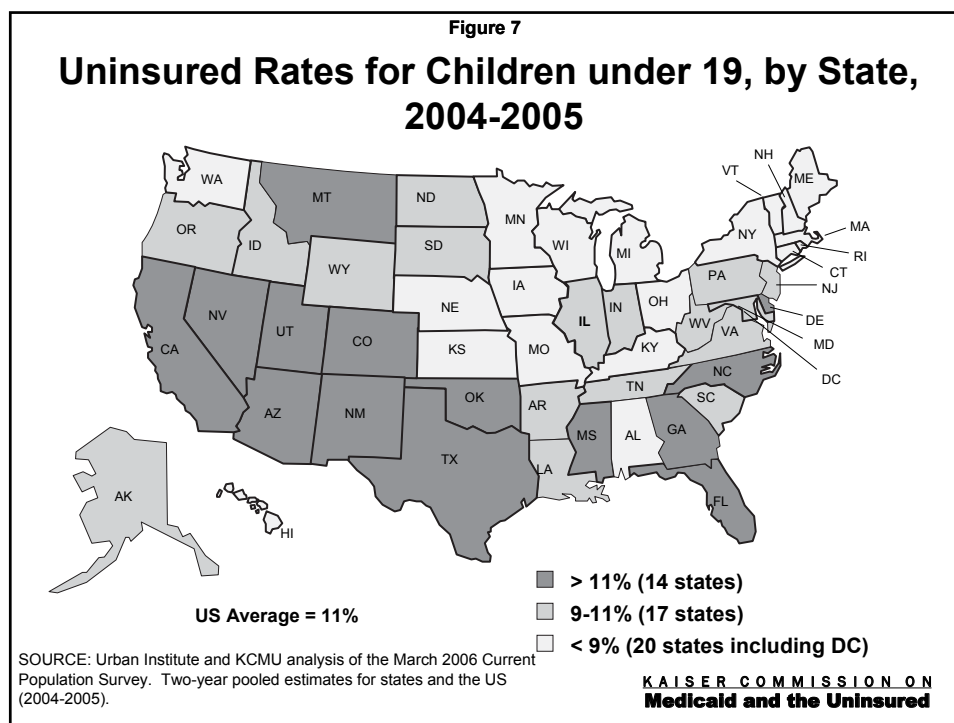 Figure 7
Uninsured Rates for Children under 19, by State,
2004-2005
NH
VT
ME
WA
MT
ND
MN
OR
ID
SD
WI
MI
NY
MA
RI
CT
WY
PA
NJ
IA
NE
OH
IL
IN
DE
NV
WV
VA
MD
UT
CO
CA
KS
MO
KY
DC
NC
TN
OK
AR
SC
AZ
NM
MS
AL
GA
TX
LA
FL
AK
HI
> 11% (14 states)
US Average = 11%
9-11% (17 states)
< 9% (20 states including DC)
SOURCE: Urban Institute and KCMU analysis of the March 2006 Current
Population Survey. Two-year pooled estimates for states and the US
(2004-2005).
KAISER COMMISSION ON
Medicaid and the Uninsured